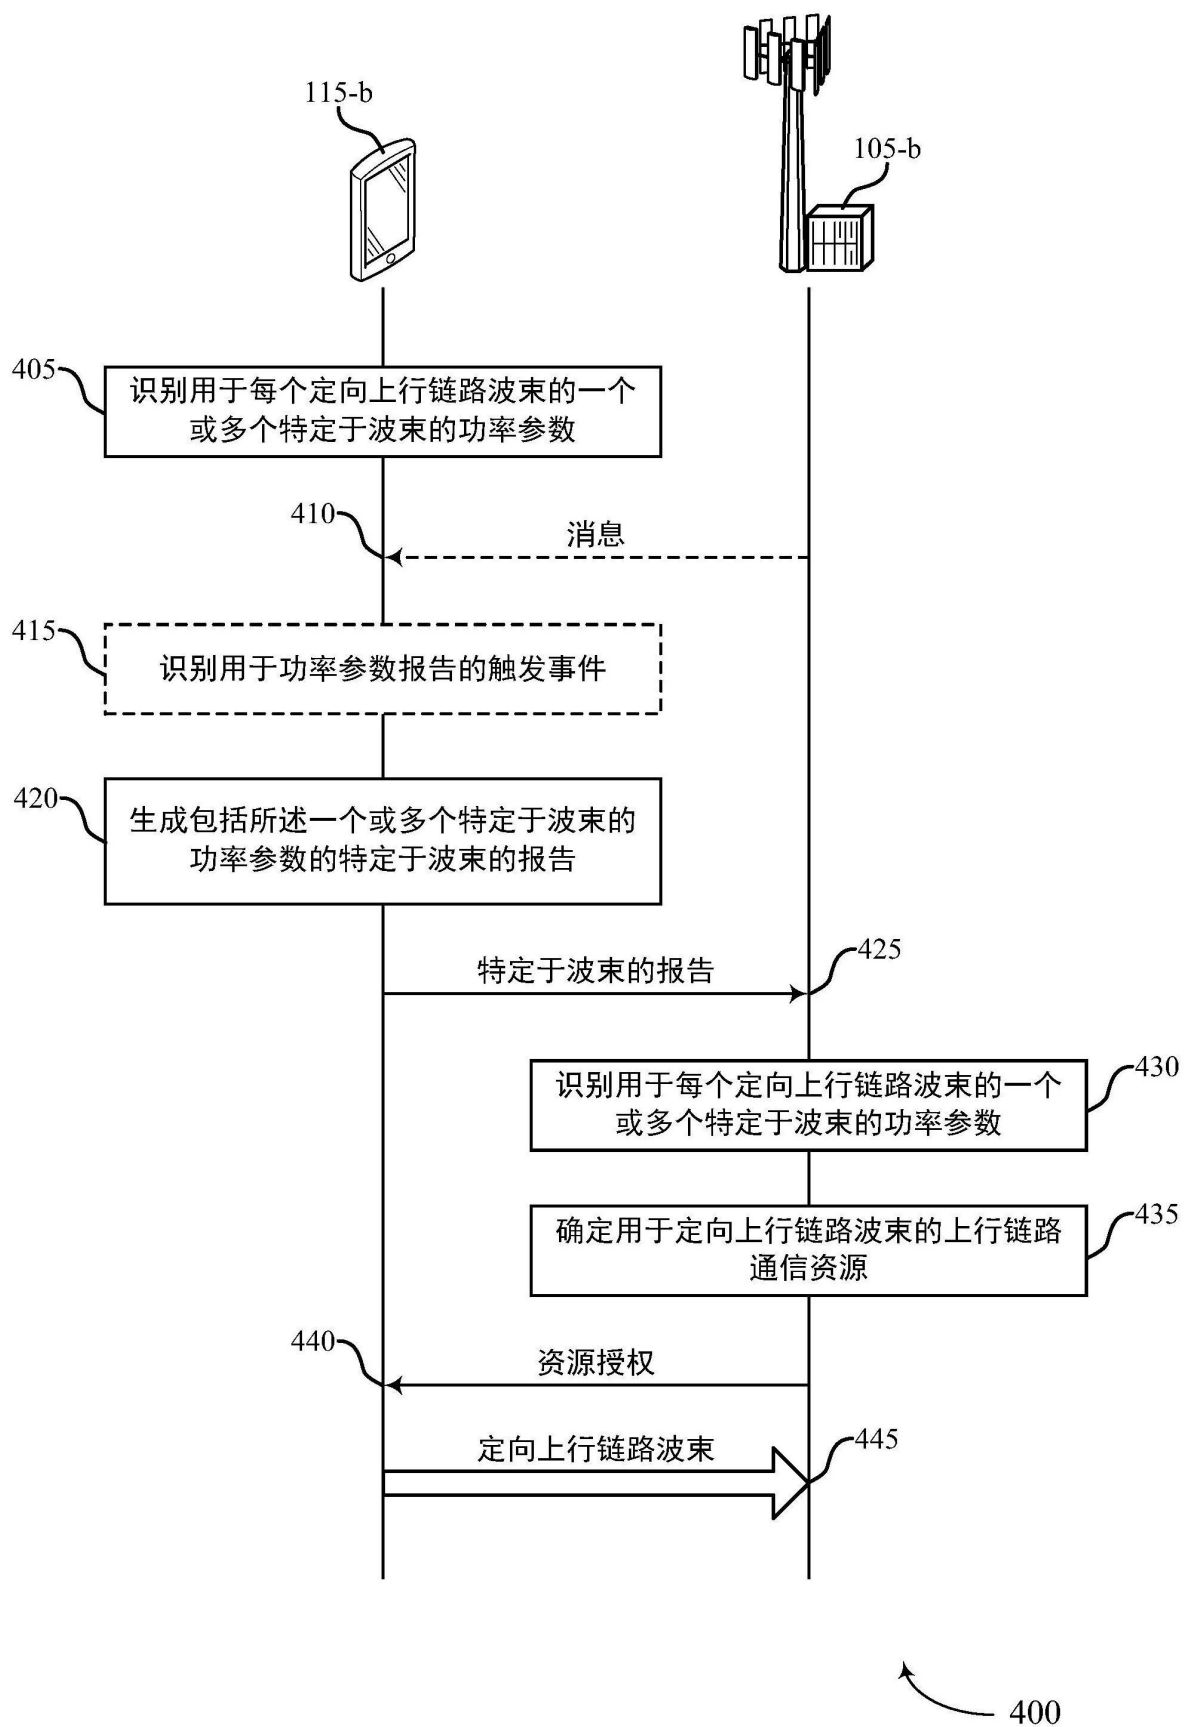 115-b
105-b
405
识别用于每个定向上行链路波束的一个
或多个特定于波束的功率参数
410
消息
415
识别用于功率参数报告的触发事件
420
生成包括所述一个或多个特定于波束的
功率参数的特定于波束的报告
425
特定于波束的报告
430
识别用于每个定向上行链路波束的一个
或多个特定于波束的功率参数
435
确定用于定向上行链路波束的上行链路
通信资源
440
资源授权
445
定向上行链路波束
400